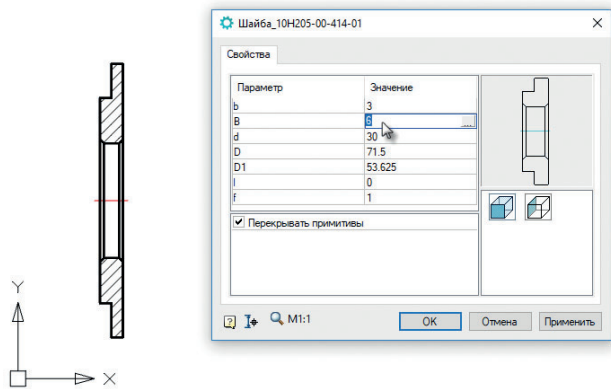 Шайба_10Н205-00-414-01
Свойства
Параметр Значение
b 3
B 6 ...
d 30
D 71.5
D1 53.625
l 0
f 1
Перекрывать примитивы
M1:1
OK Отмена Применить
Y
X